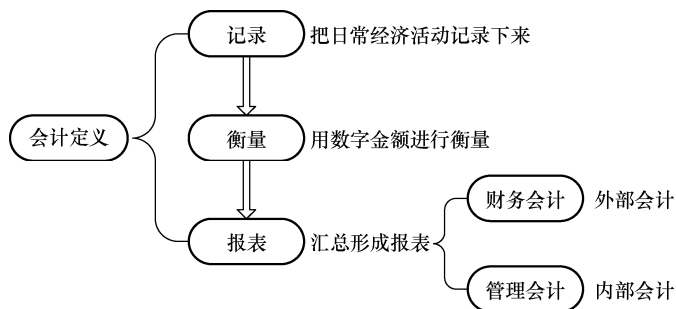 记录 把日常经济活动记录下来
会计定义
衡量 用数字金额进行衡量
财务会计 外部会计
报表 汇总形成报表
管理会计 内部会计